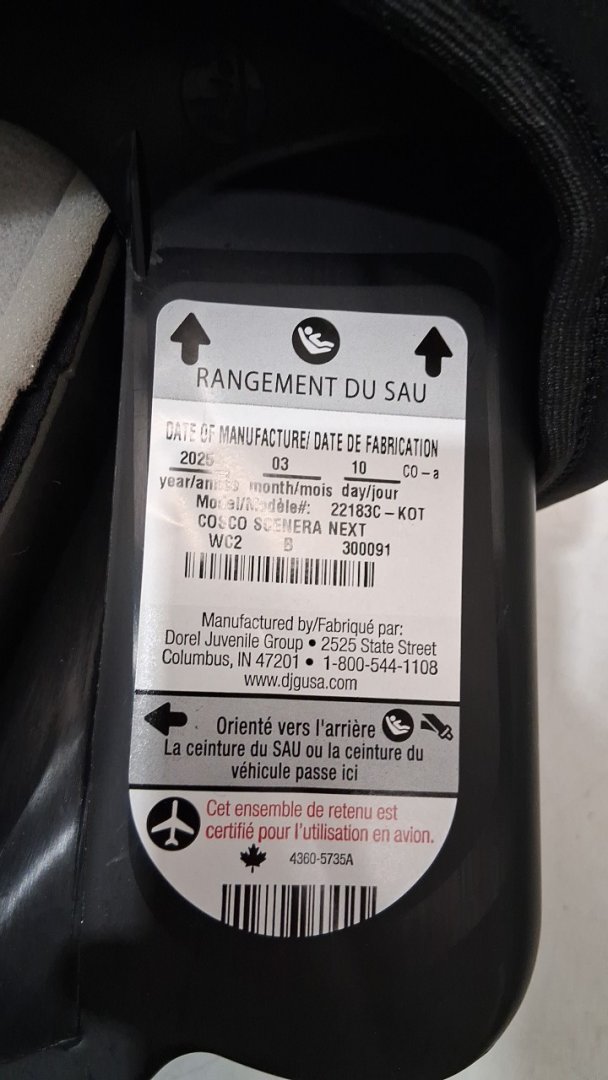 RANGEMENT DU SAU
DATE OF MANUFACTURE/ DATE DE FABRICATION
2025 03 10 CO-a
year/année month/mois day/jour
Model/Modèle#: 22183C-KOT
COSCO SCENERA NEXT
WC2 B 300091
Manufactured by/Fabriqué par:
Dorel Juvenile Group • 2525 State Street
Columbus, IN 47201 • 1-800-544-1108
www.djgusa.com
Orienté vers l'arrière
La ceinture du SAU ou la ceinture du
véhicule passe ici
Cet ensemble de retenu est
certifié pour l'utilisation en avion.
4360-5735A